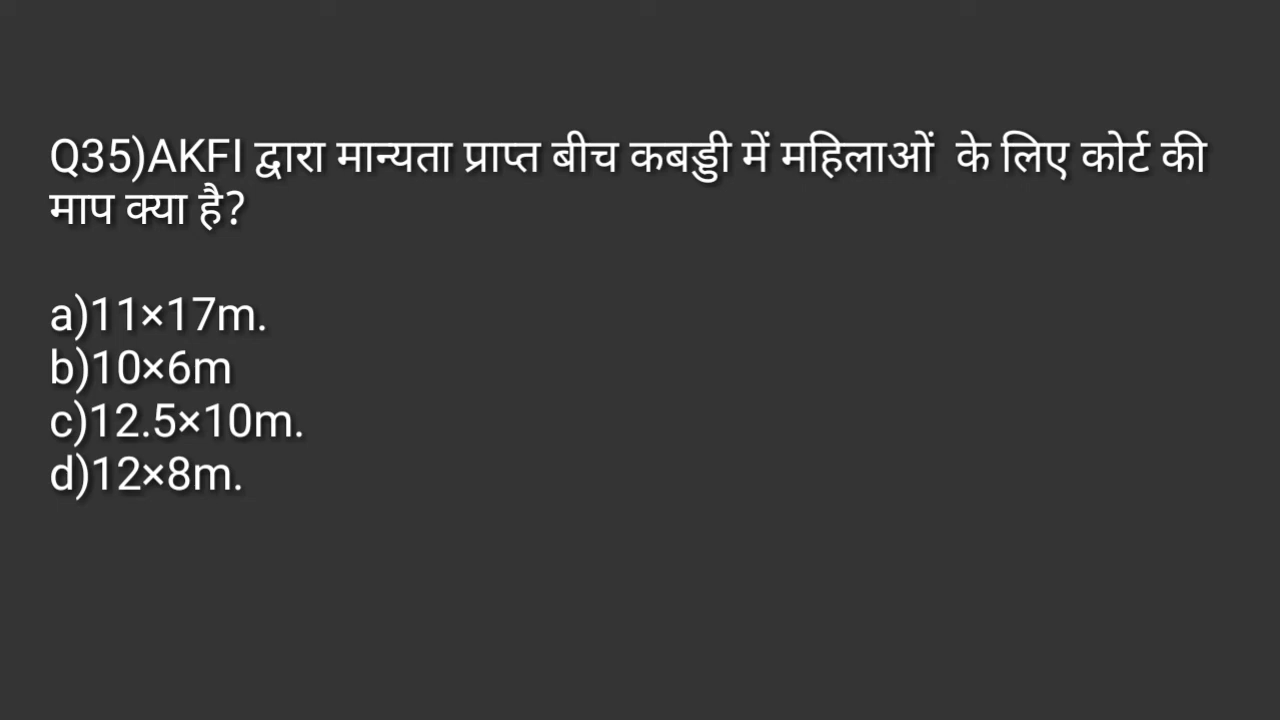 Q35)AKFI द्वारा मान्यता प्राप्त बीच कबड्डी में महिलाओं के लिए कोर्ट की
माप क्या है?
a)11×17m.
b)10×6m
c)12.5×10m.
d)12×8m.